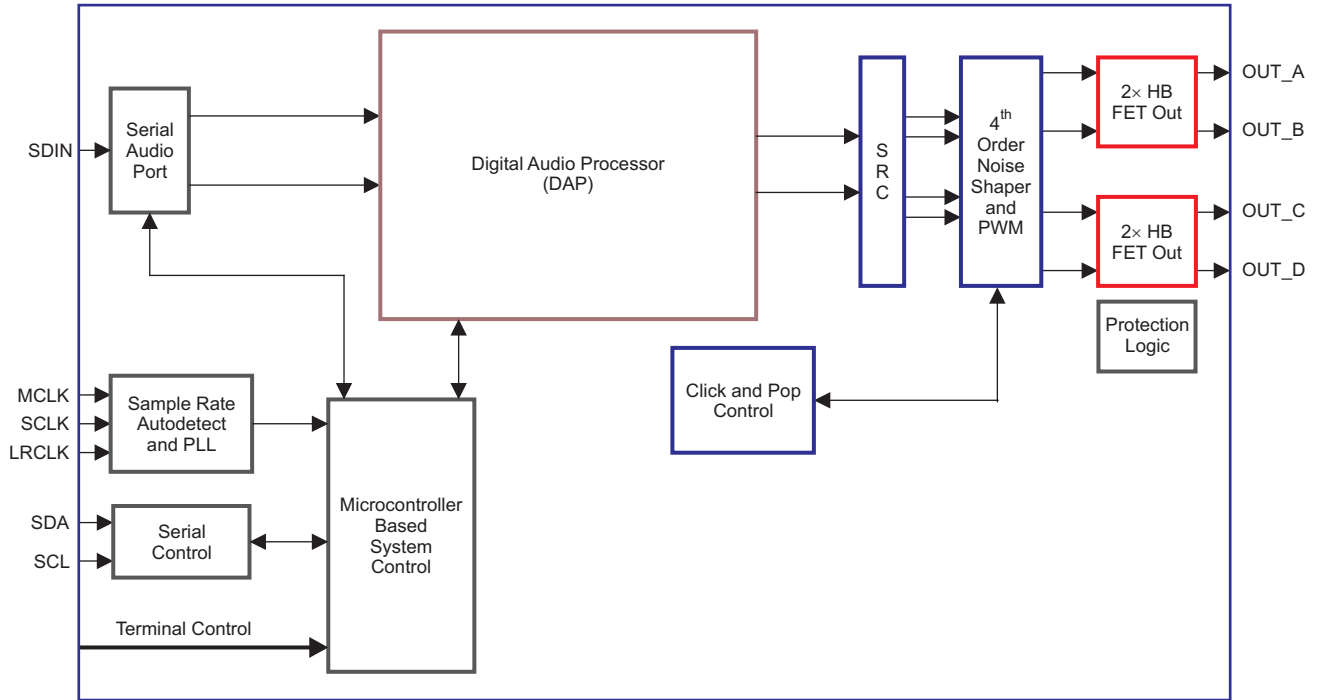 SDIN
Serial
Audio
Port
Digital Audio Processor
(DAP)
S
R
C
4th
Order
Noise
Shaper
and
PWM
2× HB
FET Out
OUT_A
OUT_B
2× HB
FET Out
OUT_C
OUT_D
Protection
Logic
Click and Pop
Control
MCLK
SCLK
LRCLK
Sample Rate
Autodetect
and PLL
SDA
SCL
Serial
Control
Microcontroller
Based
System
Control
Terminal Control